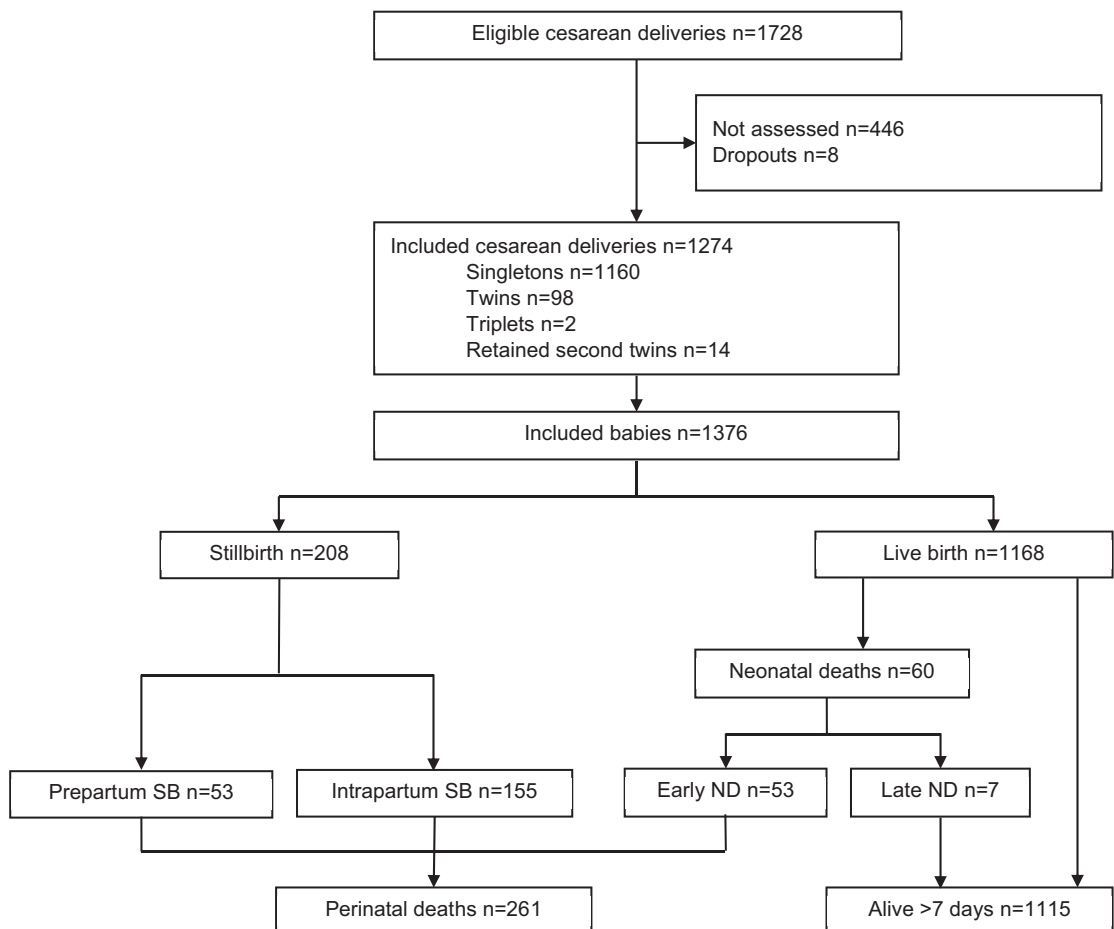 Eligible cesarean deliveries n=1728
Not assessed n=446
Dropouts n=8
Included cesarean deliveries n=1274
Singletons n=1160
Twins n=98
Triplets n=2
Retained second twins n=14
Included babies n=1376
Stillbirth n=208
Live birth n=1168
Neonatal deaths n=60
Prepartum SB n=53
Intrapartum SB n=155
Early ND n=53
Late ND n=7
Perinatal deaths n=261
Alive >7 days n=1115